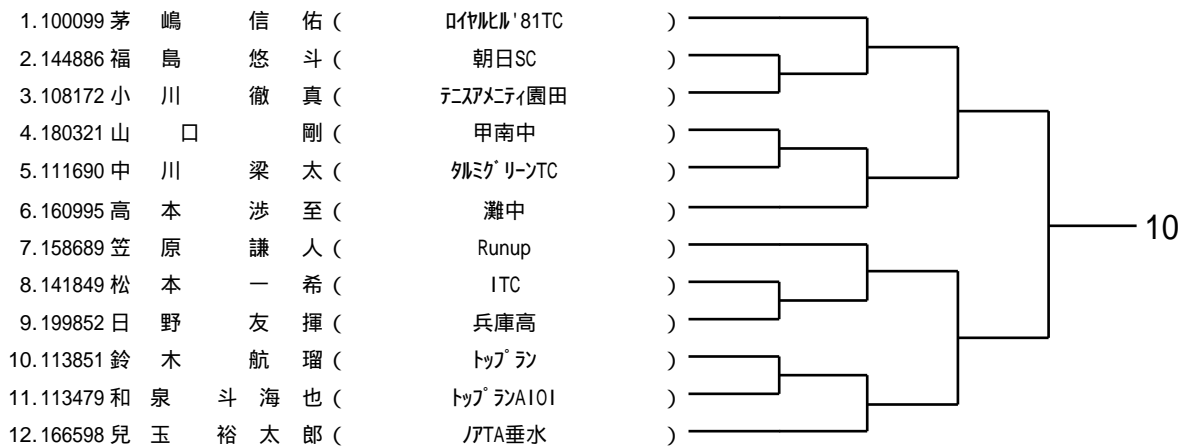 1.100099 茅 嶋 信 佑 ( ﾛｲﾔﾙﾋﾙ'81TC )
2.144886 福 島 悠 斗 ( 朝日SC )
3.108172 小 川 徹 真 ( ﾃﾆｽｱﾒﾆﾃｨ園田 )
4.180321 山 口 剛 ( 甲南中 )
5.111690 中 川 梁 太 ( ﾀﾙﾐｸﾞﾘｰﾝTC )
6.160995 高 本 渉 至 ( 灘中 )
7.158689 笠 原 謙 人 ( Runup )
8.141849 松 本 一 希 ( ITC )
9.199852 日 野 友 揮 ( 兵庫高 )
10.113851 鈴 木 航 瑠 ( ﾄｯﾌﾟﾗﾝ )
11.113479 和 泉 斗 海 也 ( ﾄｯﾌﾟﾗﾝAIOI )
12.166598 兒 玉 裕 太 郎 ( ﾉｱTA垂水 )
10